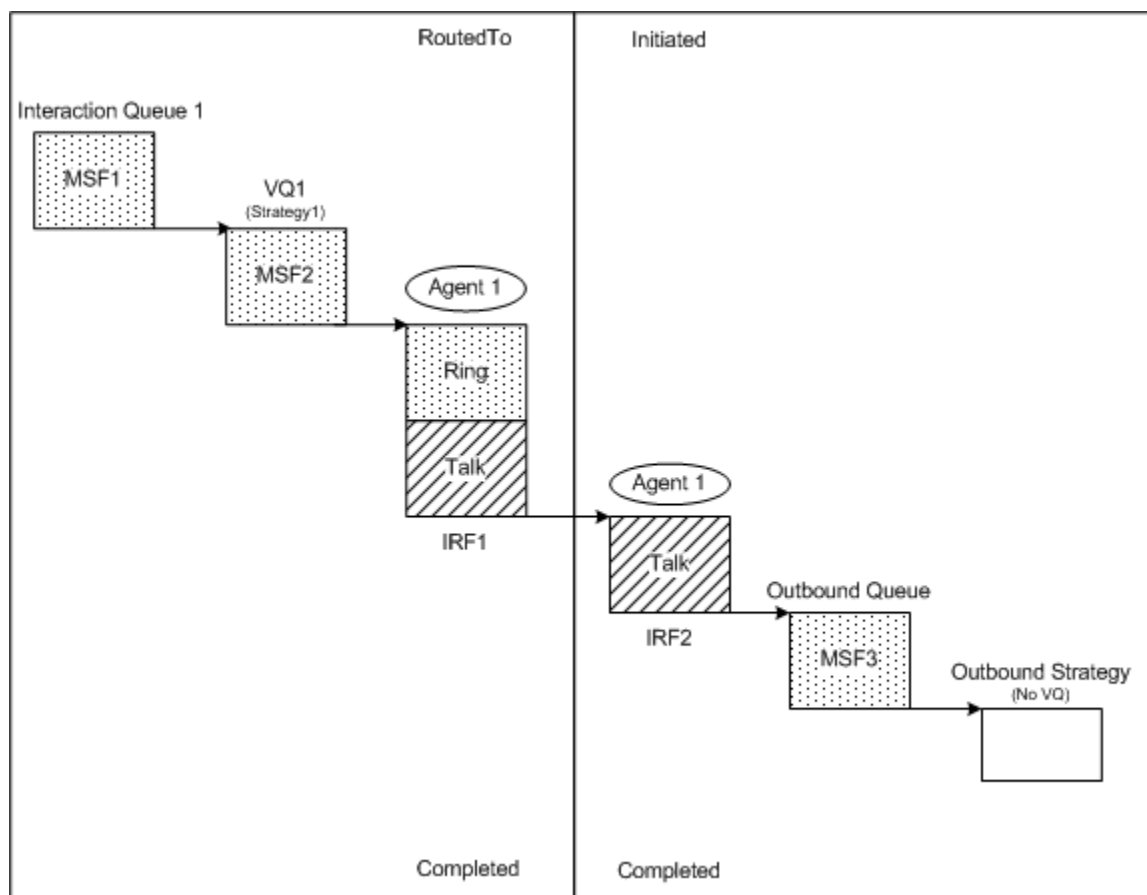 RoutedTo
Initiated
Interaction Queue 1
MSF1
VQ1
(Strategy1)
MSF2
Agent 1
Ring
Talk
IRF1
Agent 1
Talk
IRF2
Outbound Queue
MSF3
Outbound Strategy
(No VQ)
Completed
Completed